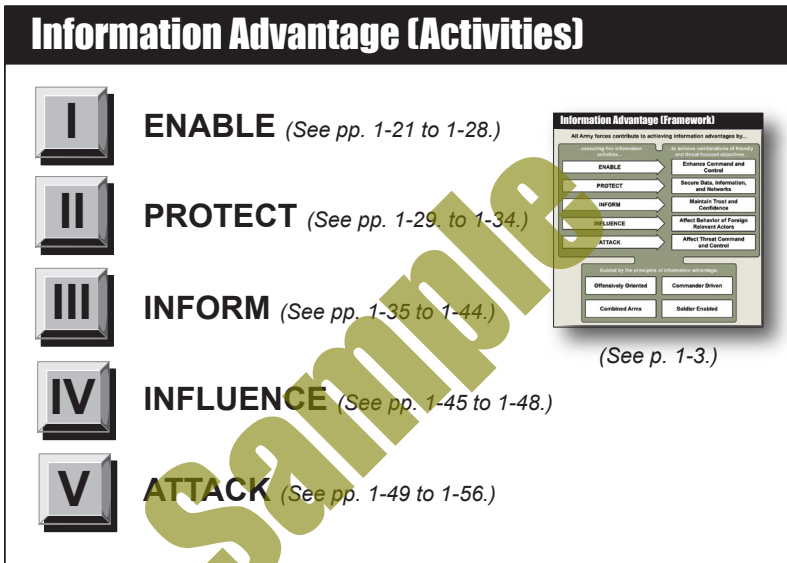 Information Advantage (Activities)
I
ENABLE (See pp. 1-21 to 1-28.)
II
PROTECT (See pp. 1-29. to 1-34.)
III
INFORM (See pp. 1-35 to 1-44.)
IV
INFLUENCE (See pp. 1-45 to 1-48.)
V
ATTACK (See pp. 1-49 to 1-56.)
Information Advantage (Framework)
All Army forces contribute to achieving information advantages by...
...executing five information
activities...
...to achieve combinations of friendly
and threat-focused objectives.
ENABLE
Enhance Command and
Control
PROTECT
Secure Data, Information,
and Networks
INFORM
Maintain Trust and
Confidence
INFLUENCE
Affect Behavior of Foreign
Relevant Actors
ATTACK
Affect Threat Command
and Control
Guided by the principles of information advantage:
Offensively Oriented
Commander Driven
Combined Arms
Soldier Enabled
(See p. 1-3.)
Sample